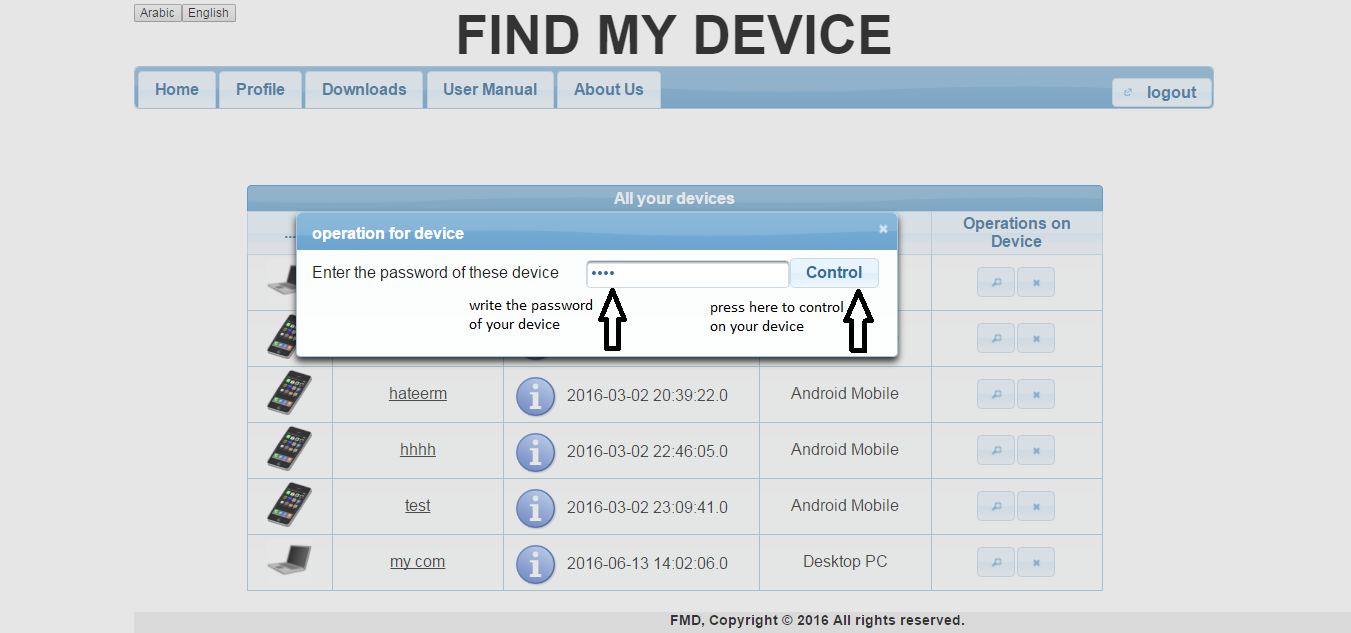 Arabic English
FIND MY DEVICE
Home Profile Downloads User Manual About Us logout
All your devices
... Operations on
Device
operation for device
Enter the password of these device •••• Control
write the password press here to control
of your device on your device
hateerm 2016-03-02 20:39:22.0 Android Mobile
hhhh 2016-03-02 22:46:05.0 Android Mobile
test 2016-03-02 23:09:41.0 Android Mobile
my com 2016-06-13 14:02:06.0 Desktop PC
FMD, Copyright © 2016 All rights reserved.